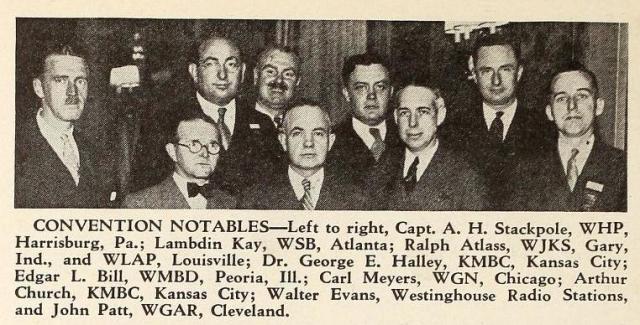 CONVENTION NOTABLES—Left to right, Capt. A. H. Stackpole, WHP,
Harrisburg, Pa.; Lambdin Kay, WSB, Atlanta; Ralph Atlass, WJKS, Gary,
Ind., and WLAP, Louisville; Dr. George E. Halley, KMBC, Kansas City;
Edgar L. Bill, WMBD, Peoria, Ill.; Carl Meyers, WGN, Chicago; Arthur
Church, KMBC, Kansas City; Walter Evans, Westinghouse Radio Stations,
and John Patt, WGAR, Cleveland.